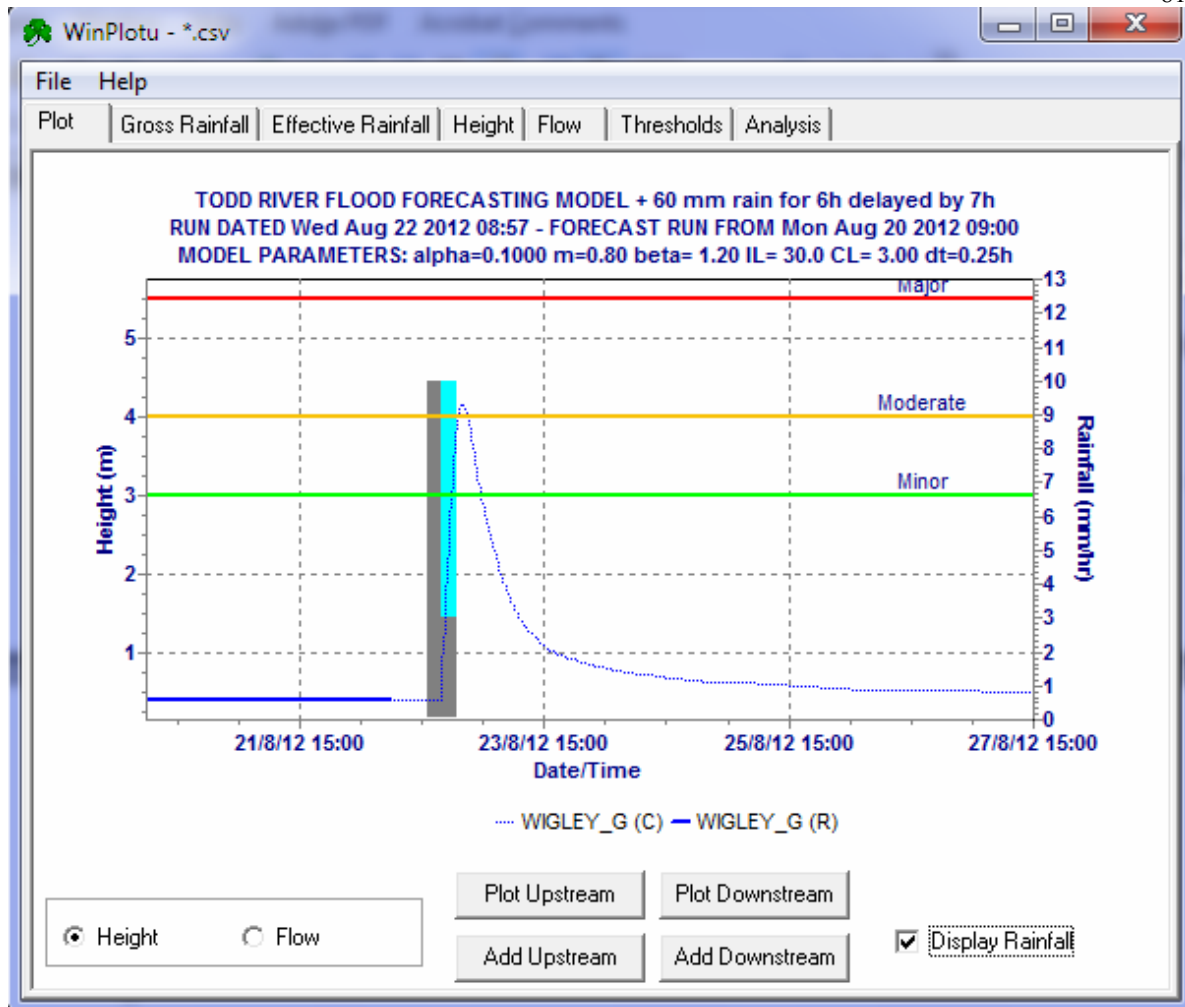 WinPlotu - *.csv
File Help
Plot Gross Rainfall Effective Rainfall Height Flow Thresholds Analysis
TODD RIVER FLOOD FORECASTING MODEL + 60 mm rain for 6h delayed by 7h
RUN DATED Wed Aug 22 2012 08:57 - FORECAST RUN FROM Mon Aug 20 2012 09:00
MODEL PARAMETERS: alpha=0.1000 m=0.80 beta= 1.20 IL= 30.0 CL= 3.00 dt=0.25h
Major
Moderate
Minor
Height (m)
5
4
3
2
1
13
12
11
10
9
8
7
6
5
4
3
2
1
0
Rainfall (mm/hr)
21/8/12 15:00 23/8/12 15:00 25/8/12 15:00 27/8/12 15:00
Date/Time
WIGLEY_G (C) WIGLEY_G (R)
Plot Upstream Plot Downstream
Height Flow
Display Rainfall
Add Upstream Add Downstream